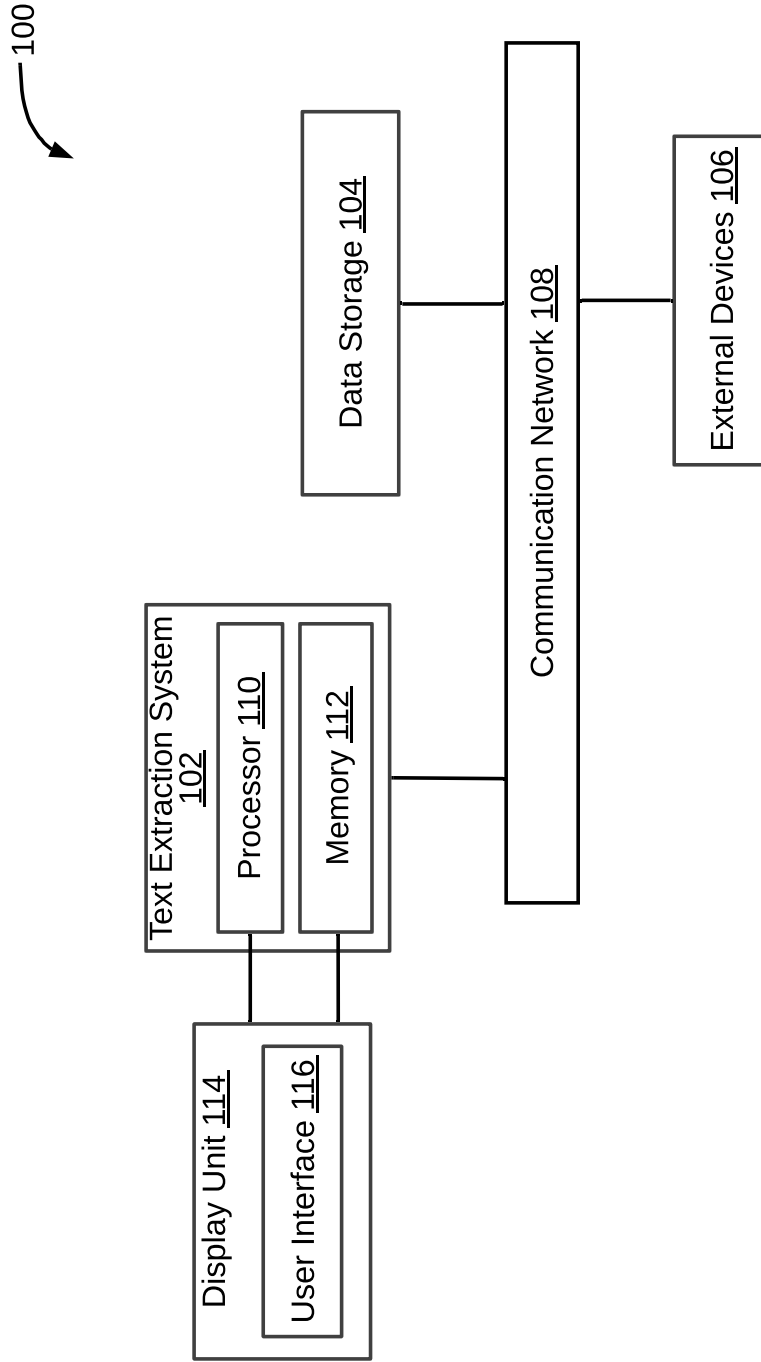 100
Display Unit 114
User Interface 116
Text Extraction System
102
Processor 110
Memory 112
Data Storage 104
Communication Network 108
External Devices 106